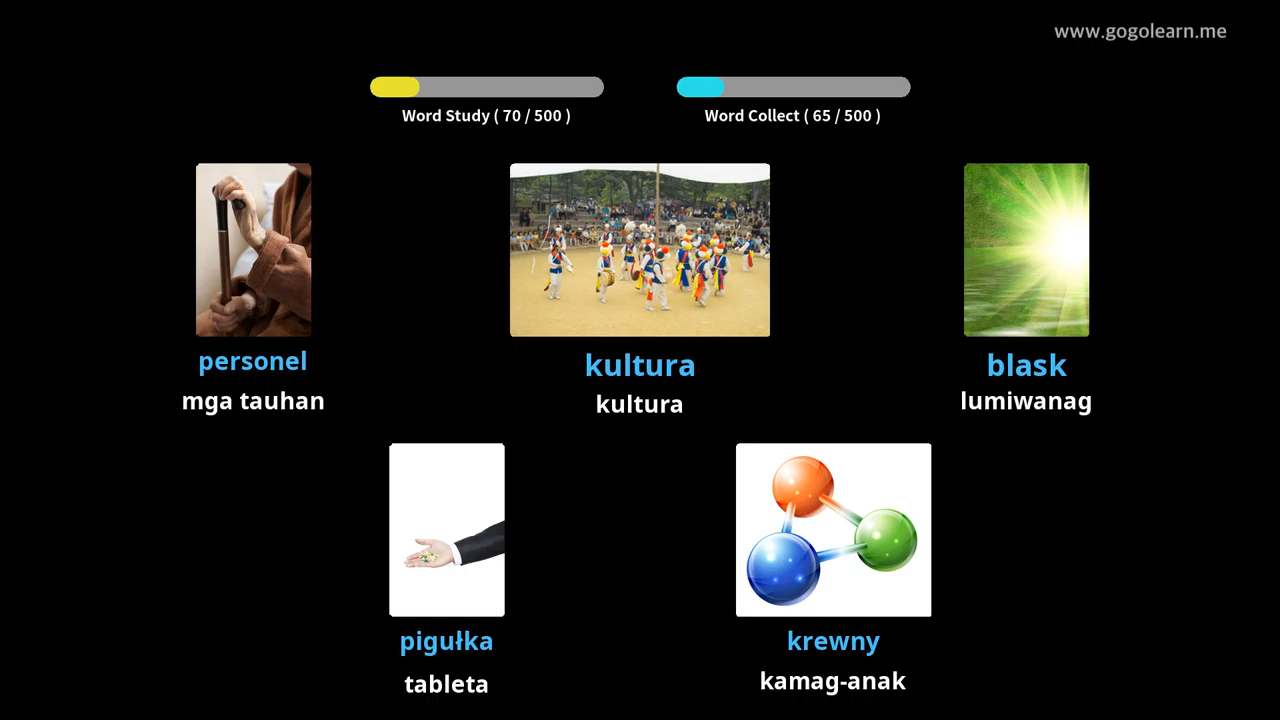 www.gogolearn.me
Word Study ( 70 / 500 )
Word Collect ( 65 / 500 )
personel
mga tauhan
kultura
kultura
blask
lumiwanag
pigułka
tableta
krewny
kamag-anak